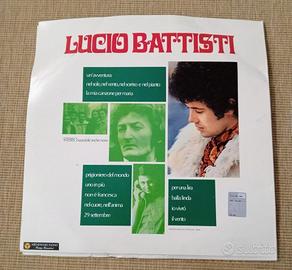 LUCIO BATTISTI
un'avventura
nel sole, nel vento, nel sorriso e nel pianto
la mia canzone per maria
prigioniero del mondo
uno in più
non è francesca
nel cuore, nell'anima
29 settembre
per una lira
balla linda
io vivrò
il vento
subito